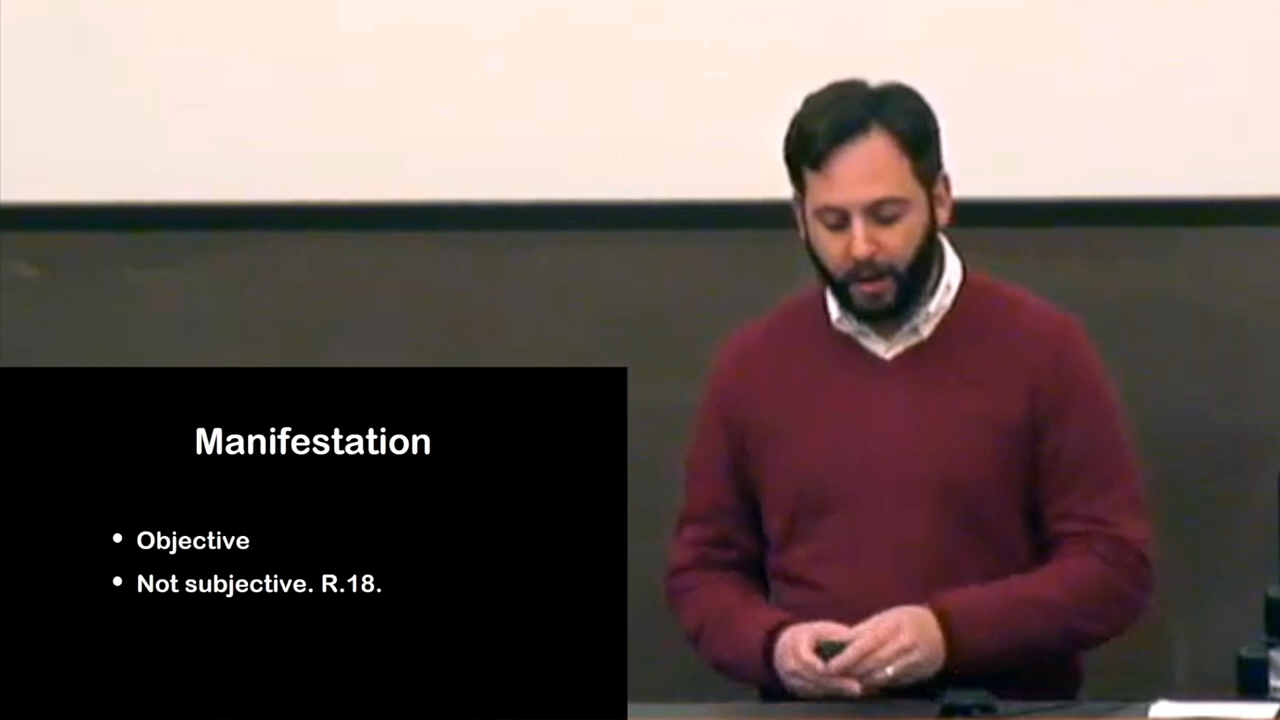 Manifestation
• Objective
• Not subjective. R.18.